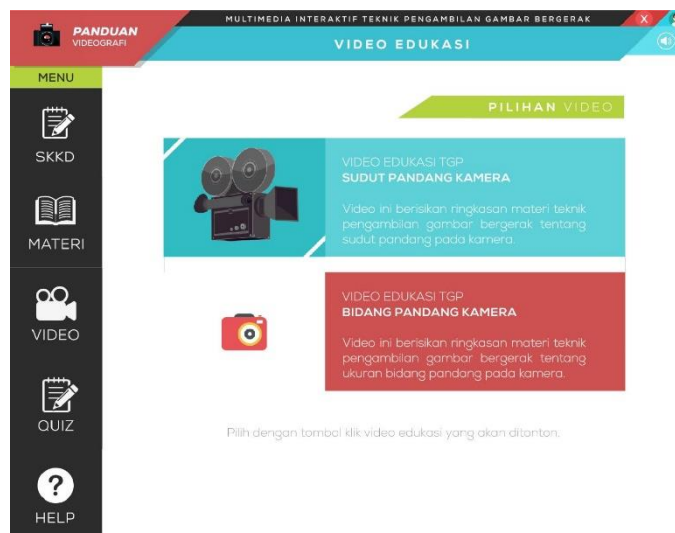 MULTIMEDIA INTERAKTIF TEKNIK PENGAMBILAN GAMBAR BERGERAK
X
PANDUAN
VIDEOGRAFI
VIDEO EDUKASI
MENU
SKKD
MATERI
VIDEO
QUIZ
HELP
PILIHAN VIDEO
VIDEO EDUKASI TGP
SUDUT PANDANG KAMERA
Video ini berisikan ringkasan materi teknik
pengambilan gambar bergerak tentang
sudut pandang pada kamera.
VIDEO EDUKASI TGP
BIDANG PANDANG KAMERA
Video ini berisikan ringkasan materi teknik
pengambilan gambar bergerak tentang
ukuran bidang pandang pada kamera.
Pilih dengan tombol klik video edukasi yang akan ditonton.